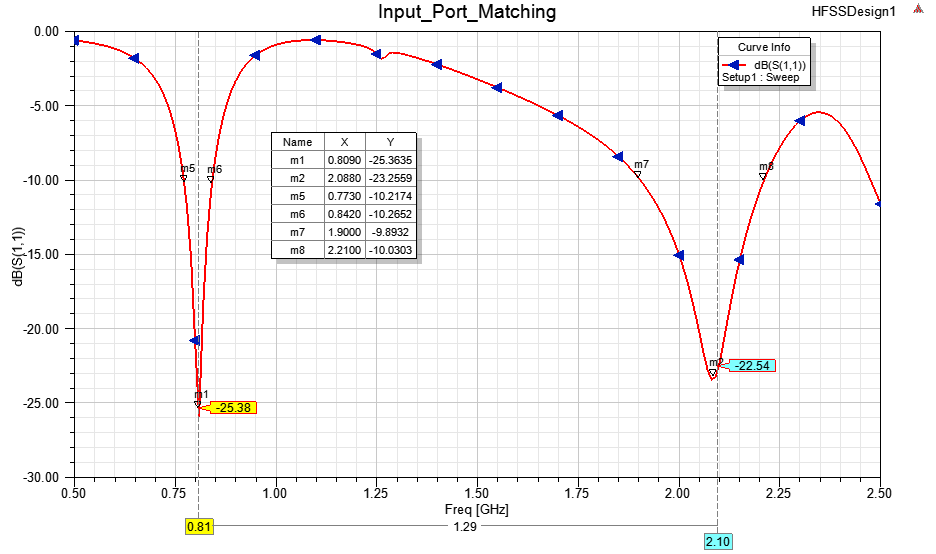 Input_Port_Matching
HFSSDesign1
Curve Info
dB(S(1,1))
Setup1 : Sweep
0.00
-5.00
-10.00
-15.00
-20.00
-25.00
-30.00
dB(S(1,1))
Name X Y
m1 0.8090 -25.3635
m2 2.0880 -23.2559
m5 0.7730 -10.2174
m6 0.8420 -10.2652
m7 1.9000 -9.8932
m8 2.2100 -10.0303
m5
m6
m7
m8
m2
-22.54
m1
-25.38
0.50 0.75 1.00 1.25 1.50 1.75 2.00 2.25 2.50
Freq [GHz]
0.81
1.29
2.10